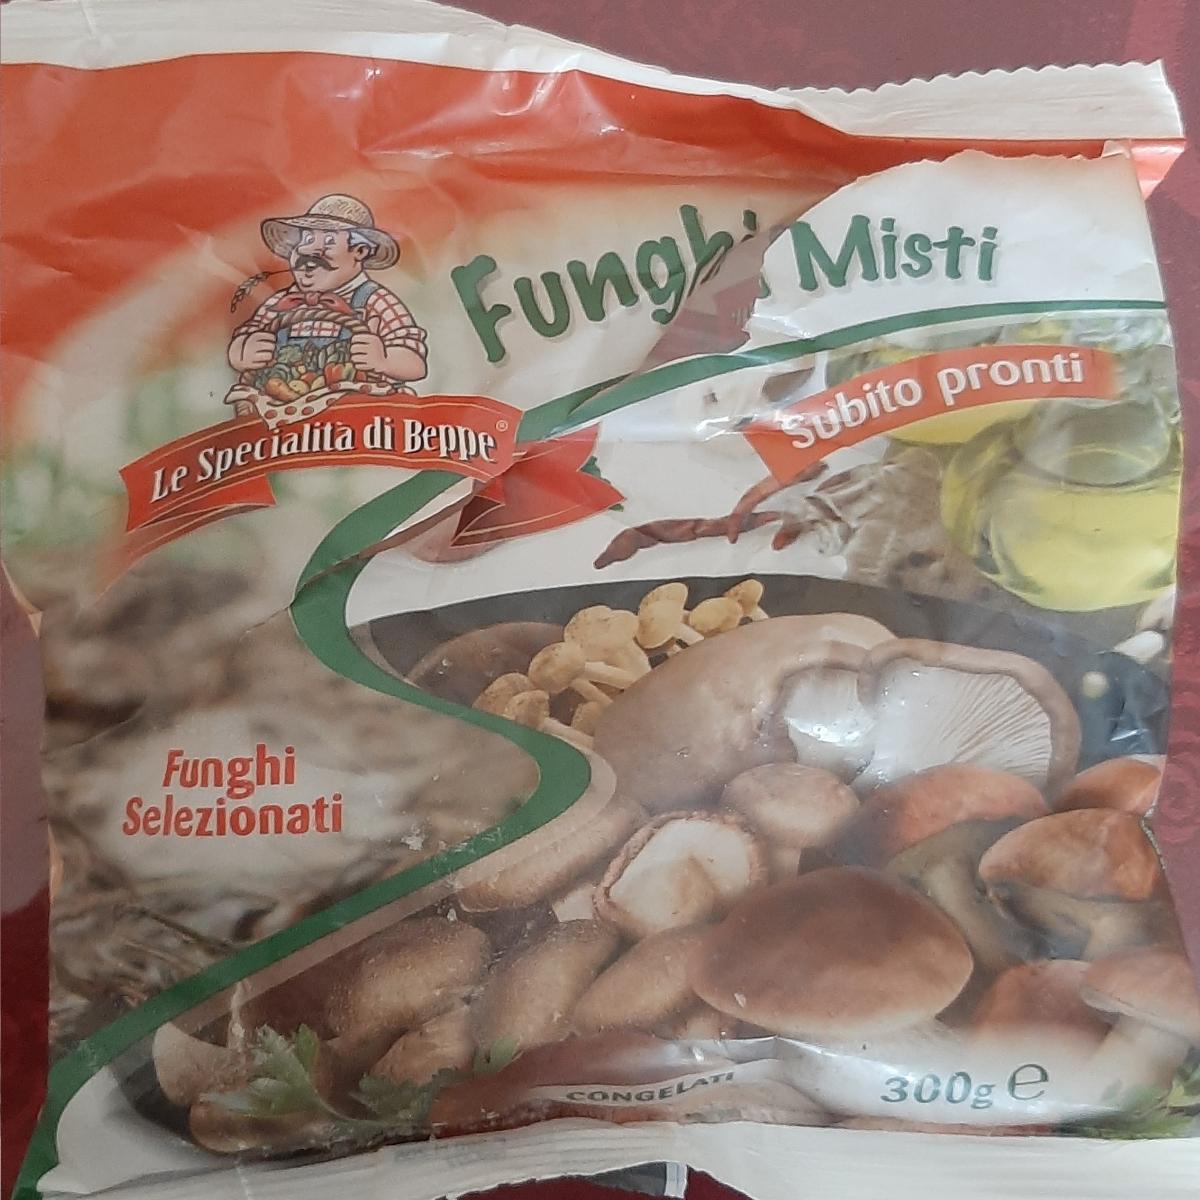 Funghi Misti
Subito pronti
Le Specialità di Beppe®
Funghi
Selezionati
CONGELATI
300g e